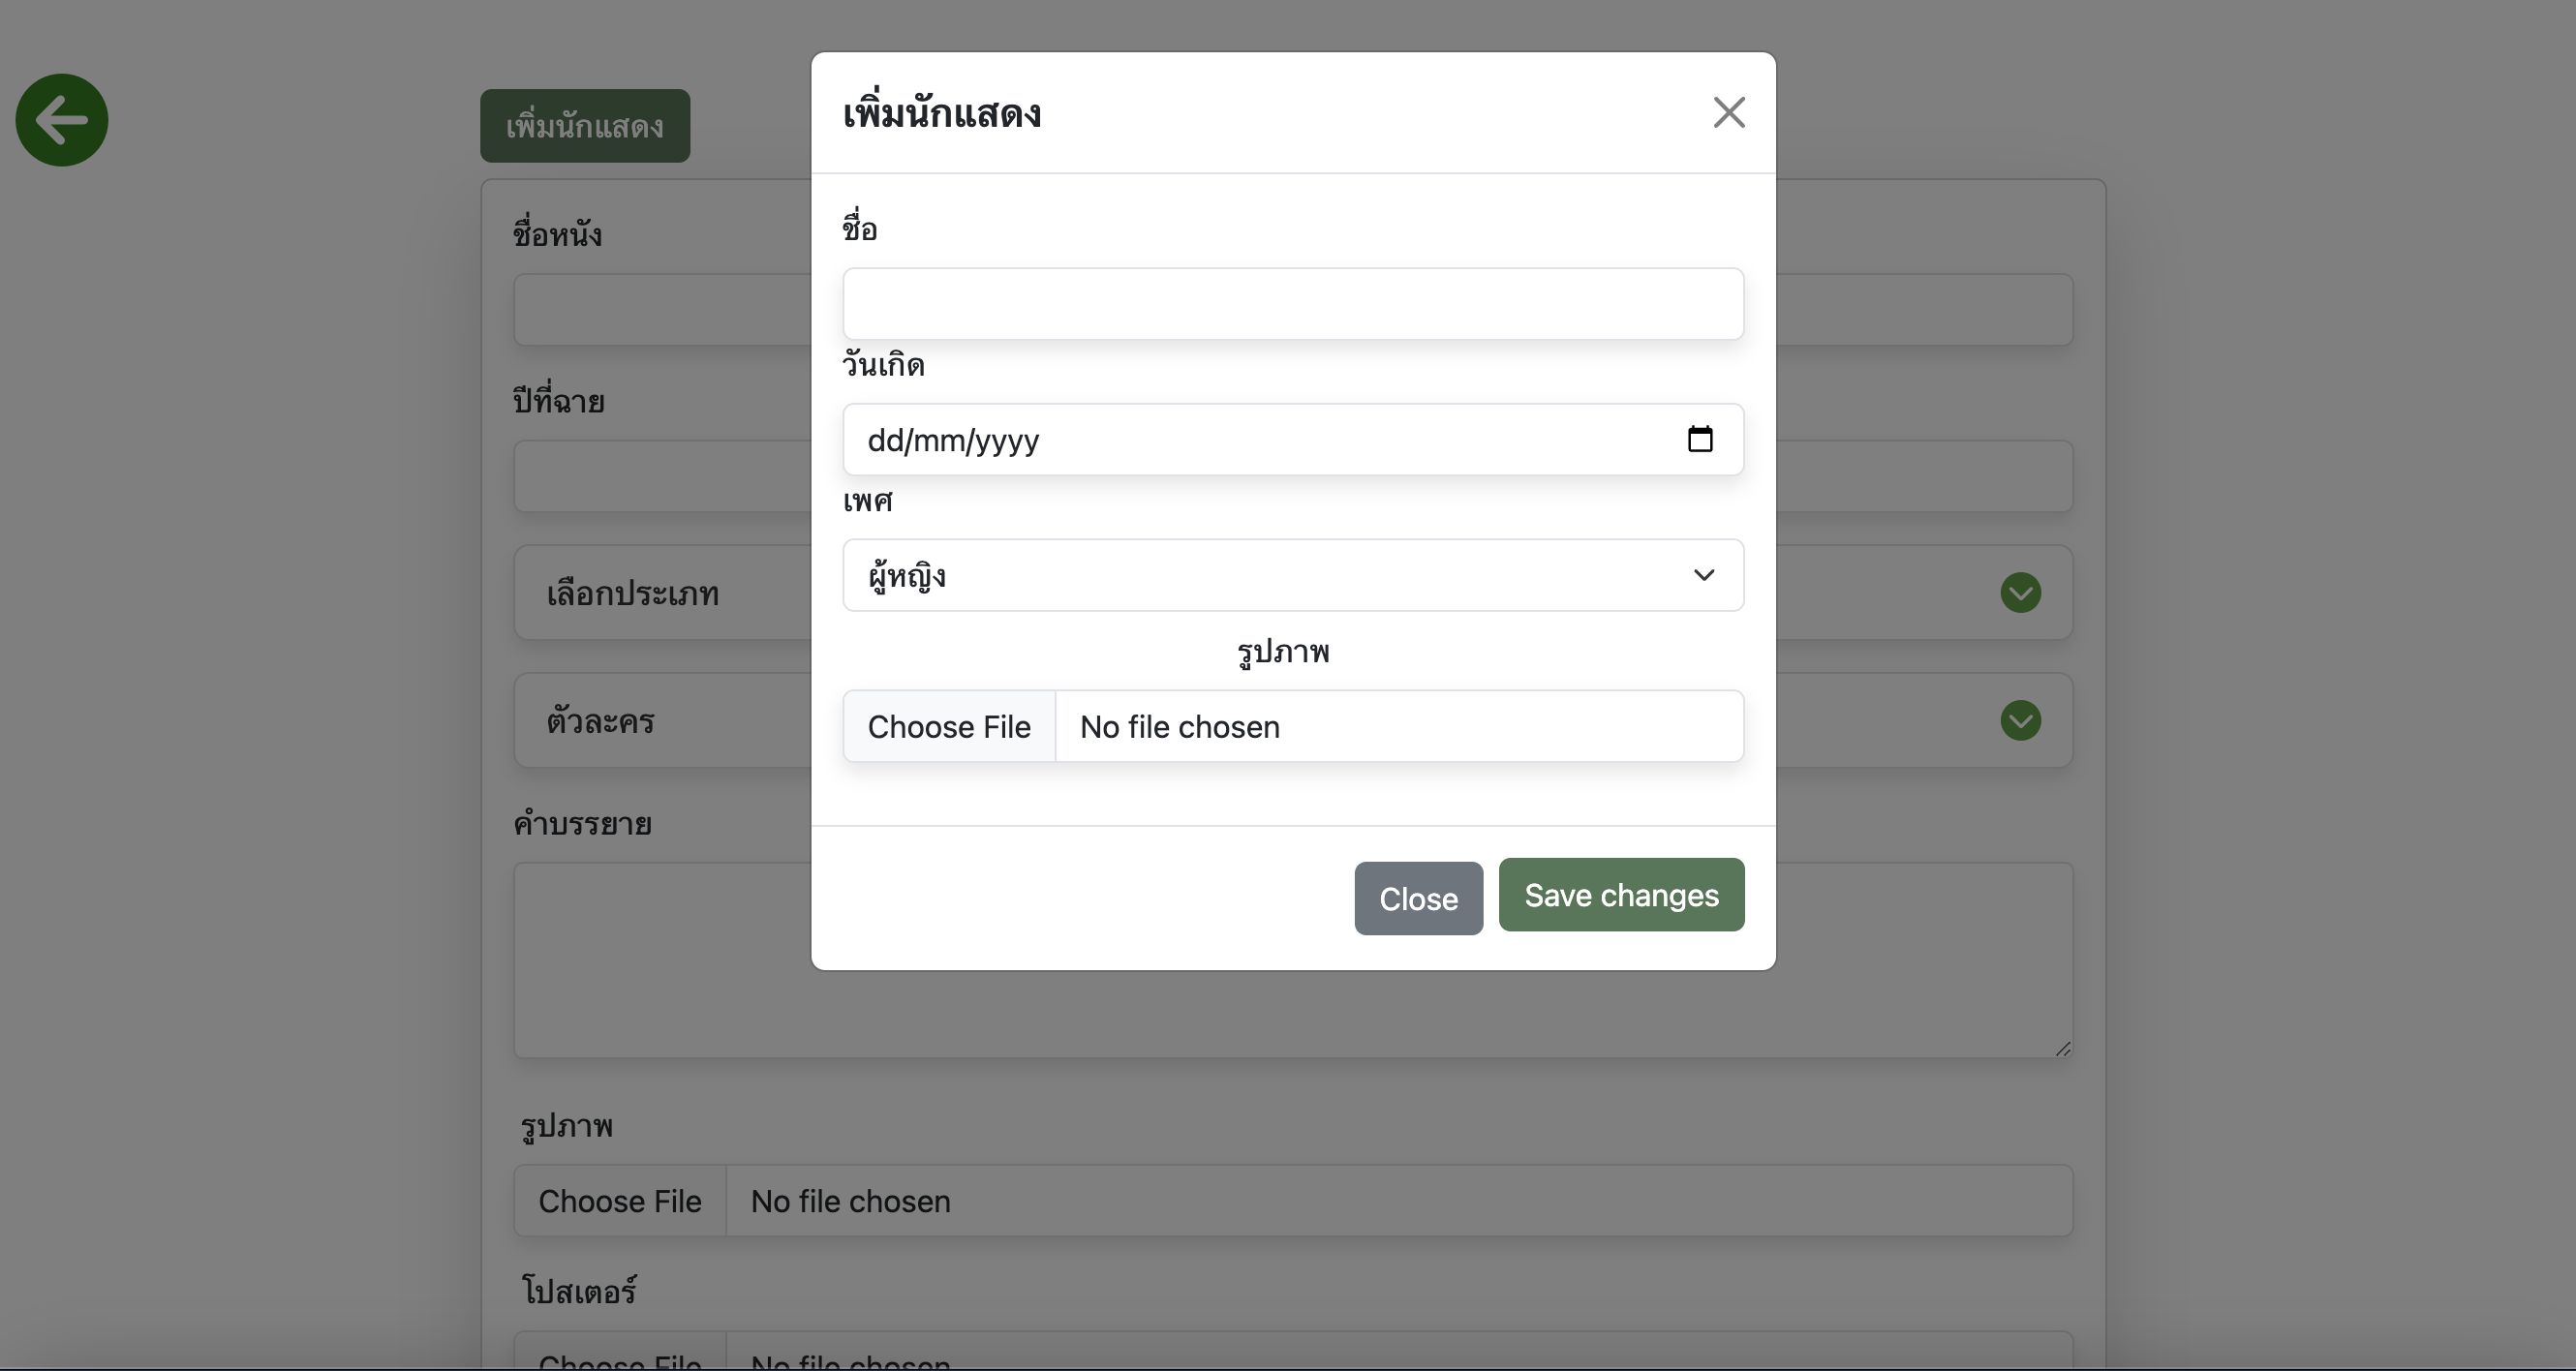 เพิ่มนักแสดง
เพิ่มนักแสดง
ชื่อ
วันเกิด
dd/mm/yyyy
เพศ
ผู้หญิง
รูปภาพ
Choose File No file chosen
Close Save changes
ชื่อหนัง
ปีที่ฉาย
เลือกประเภท
ตัวละคร
คำบรรยาย
รูปภาพ
Choose File No file chosen
โปสเตอร์
Choose File No file chosen